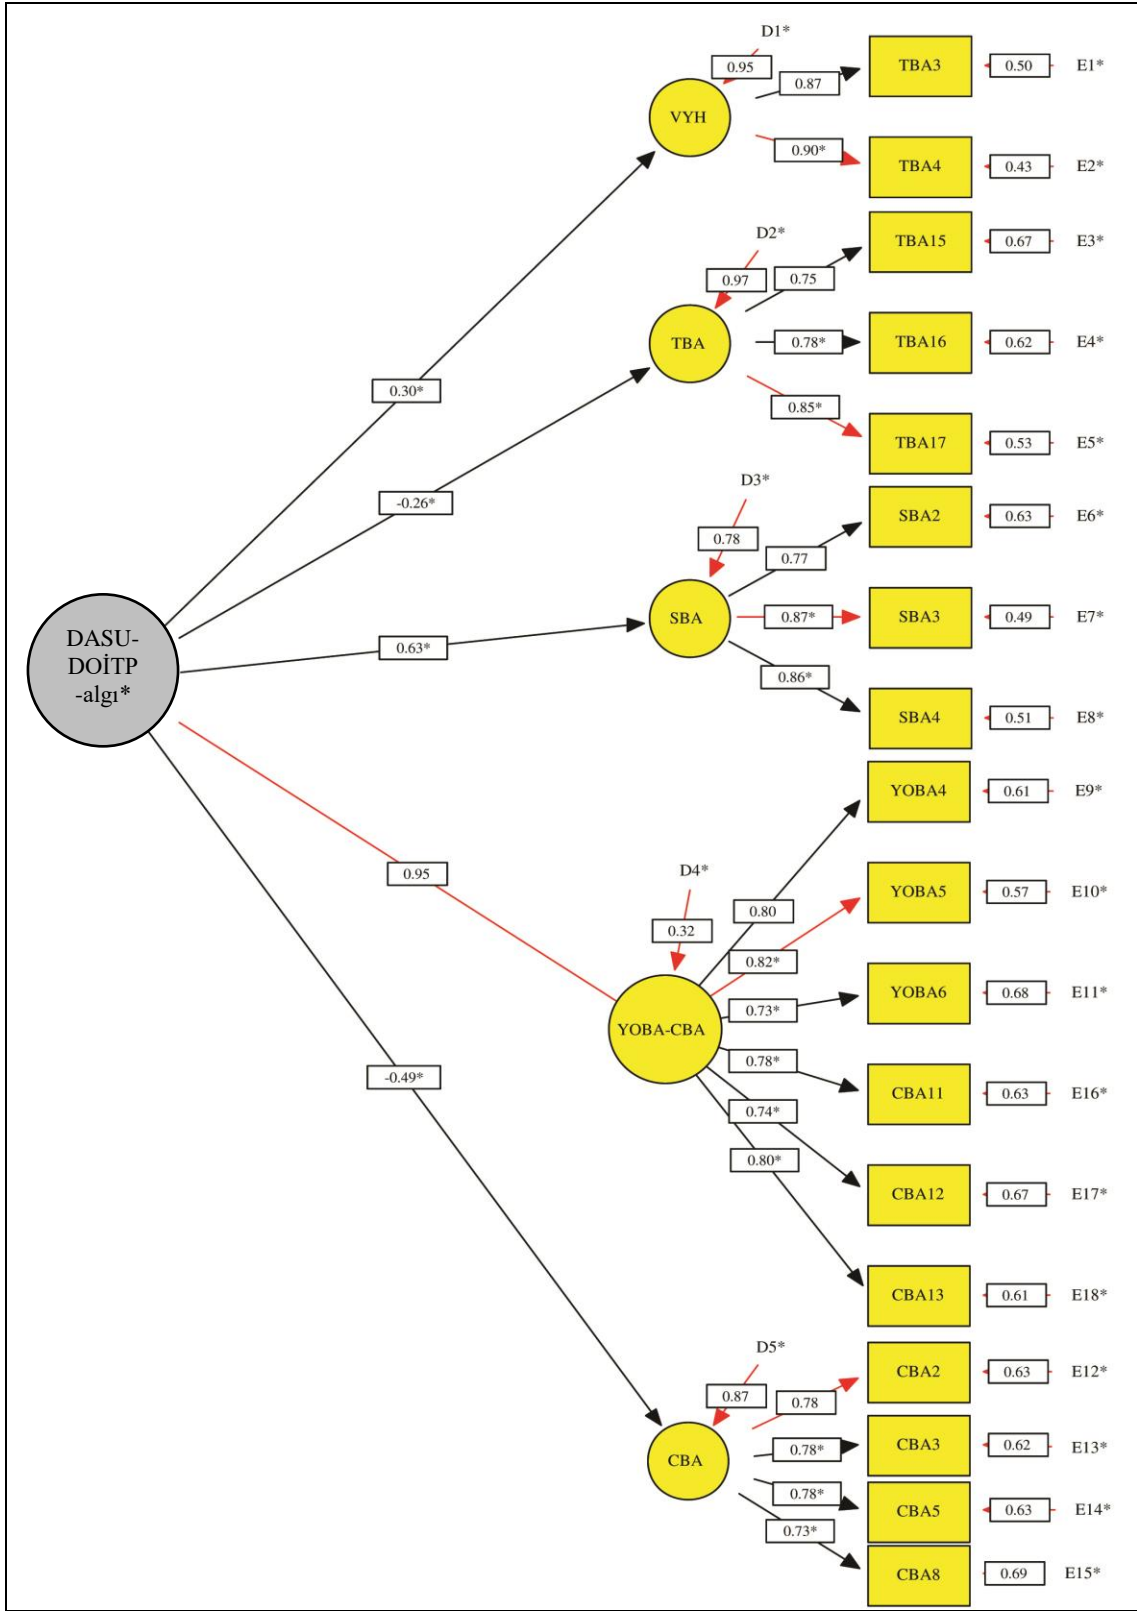 D1*
0.95
0.87
TBA3
0.50
E1*
VYH
0.90*
TBA4
0.43
E2*
D2*
0.97
0.75
TBA15
0.67
E3*
TBA
0.78*
TBA16
0.62
E4*
0.30*
0.85*
TBA17
0.53
E5*
-0.26*
D3*
0.78
0.77
SBA2
0.63
E6*
SBA
0.87*
SBA3
0.49
E7*
DASU-
DOİTP
-algı*
0.63*
0.86*
SBA4
0.51
E8*
YOBA4
0.61
E9*
0.95
D4*
0.32
0.80
YOBA5
0.57
E10*
0.82*
YOBA-CBA
0.73*
YOBA6
0.68
E11*
-0.49*
0.78*
CBA11
0.63
E16*
0.74*
CBA12
0.67
E17*
0.80*
CBA13
0.61
E18*
D5*
0.87
0.78
CBA2
0.63
E12*
CBA
0.78*
CBA3
0.62
E13*
0.78*
CBA5
0.63
E14*
0.73*
CBA8
0.69
E15*